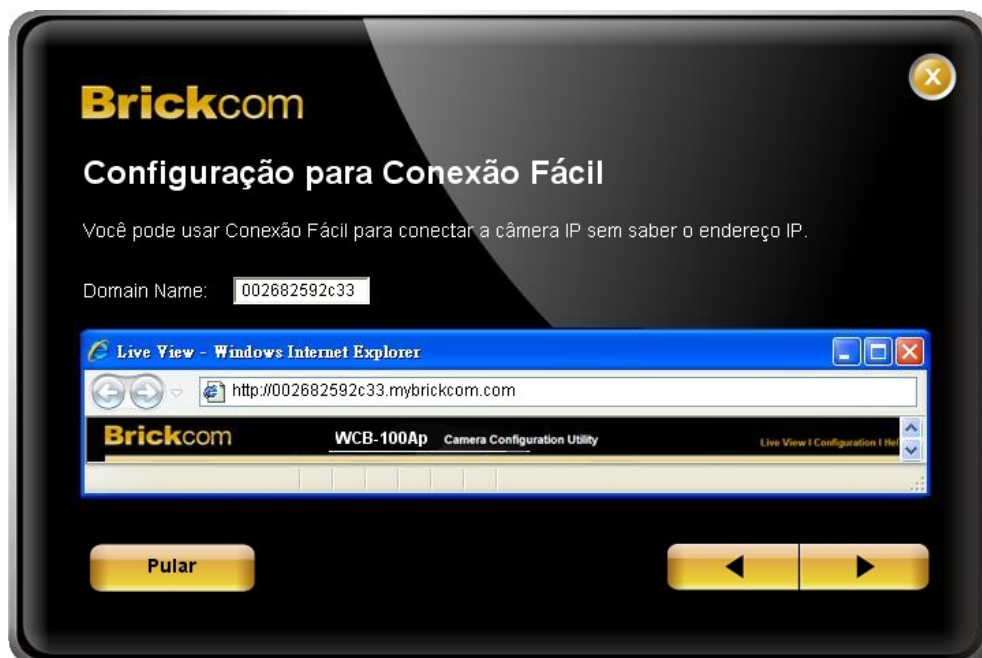 X
Brickcom
Configuração para Conexão Fácil
Você pode usar Conexão Fácil para conectar a câmera IP sem saber o endereço IP.
Domain Name: 002682592c33
Live View - Windows Internet Explorer
http://002682592c33.mybrickcom.com
Brickcom WCB-100Ap Camera Configuration Utility Live View I Configuration I Hel
Pular